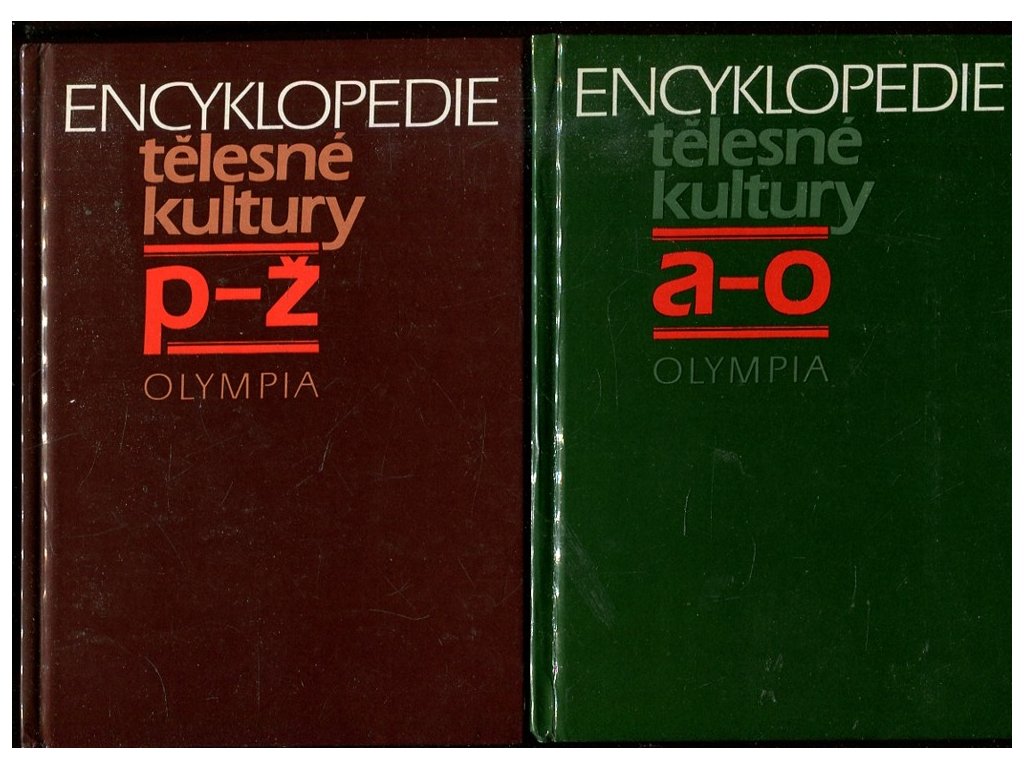 ENCYKLOPEDIE
tělesné
kultury
p-ž
OLYMPIA
ENCYKLOPEDIE
tělesné
kultury
a-o
OLYMPIA